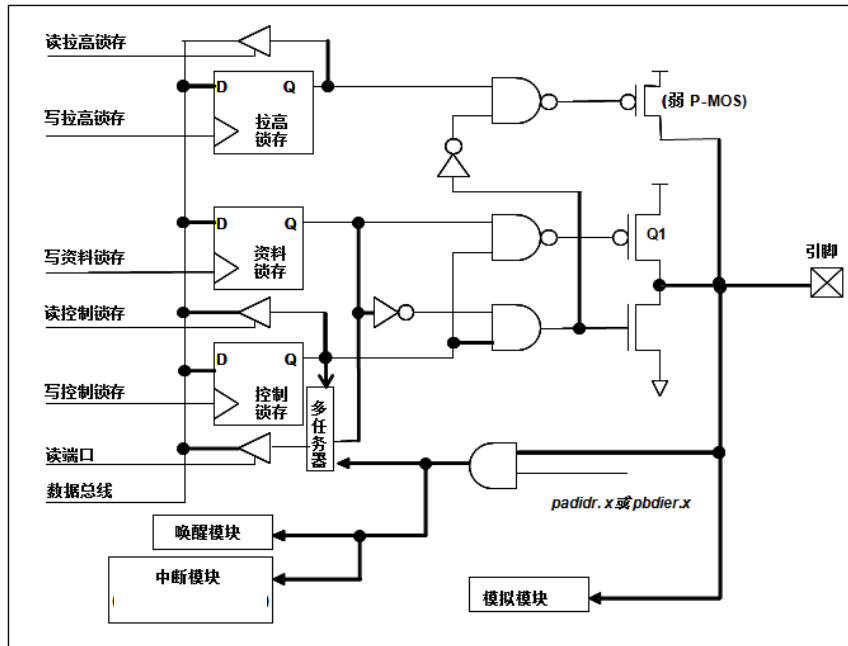 读拉高锁存
D Q
(弱 P-MOS)
写拉高锁存
拉高
锁存
D Q
Q1
资料
锁存
引脚
写资料锁存
读控制锁存
D Q
写控制锁存
控制
锁存
多任务器
读端口
数据总线
padidr.x或pbdier.x
唤醒模块
中断模块
模拟模块